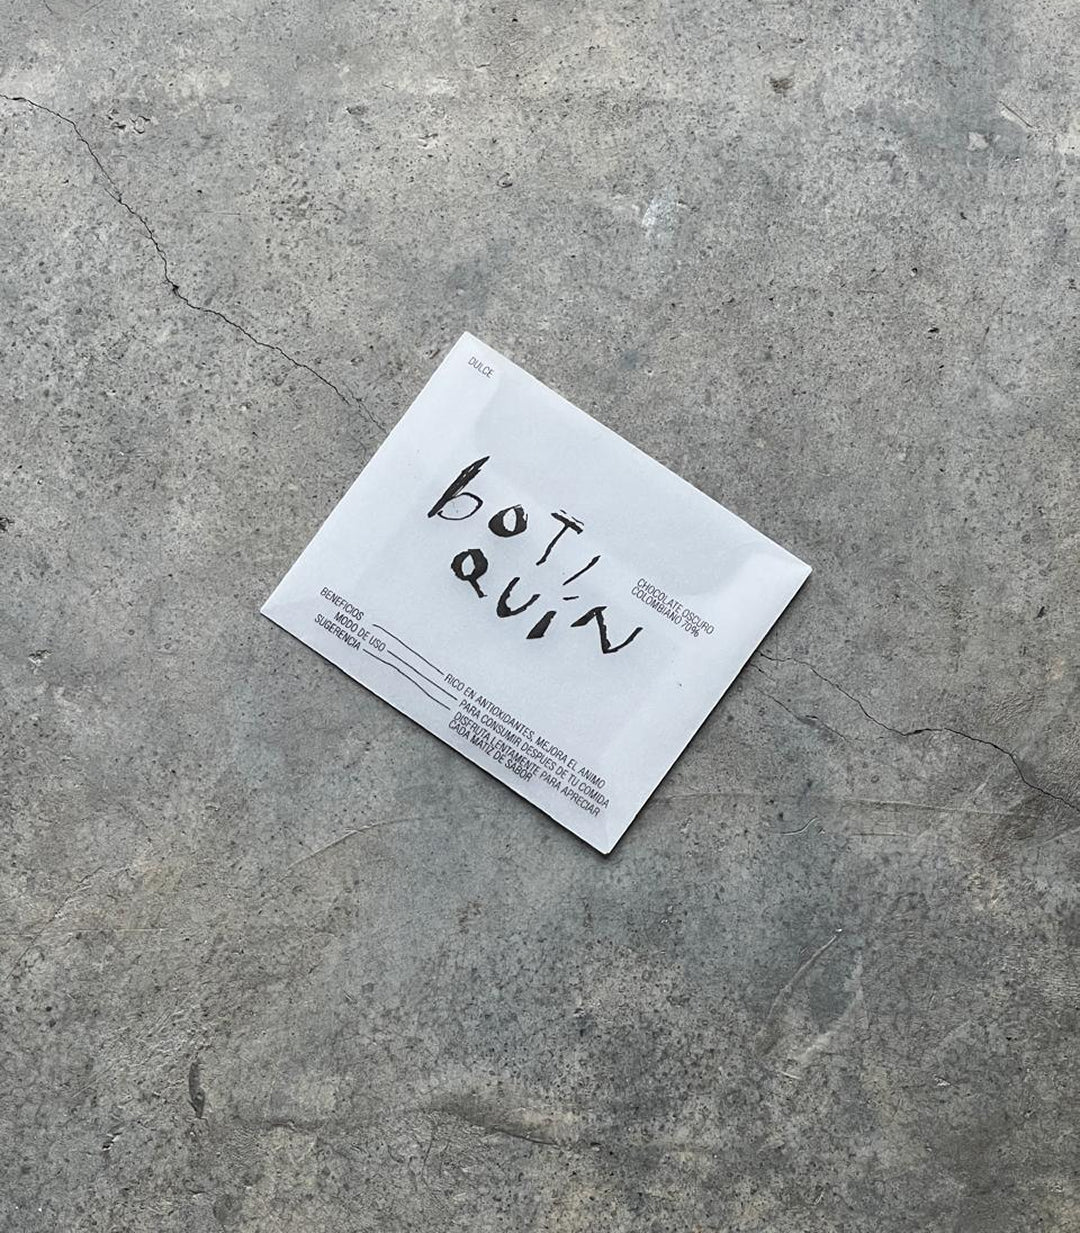 DULCE
boTi
QUíN
CHOCOLATE OSCURO
COLOMBIANO 70%
BENEFICIOS
MODO DE USO
SUGERENCIA
RICO EN ANTIOXIDANTES, MEJORA EL ANIMO
PARA CONSUMIR DESPUES DE TU COMIDA
DISFRUTA LENTAMENTE PARA APRECIAR
CADA MATIZ DE SABOR